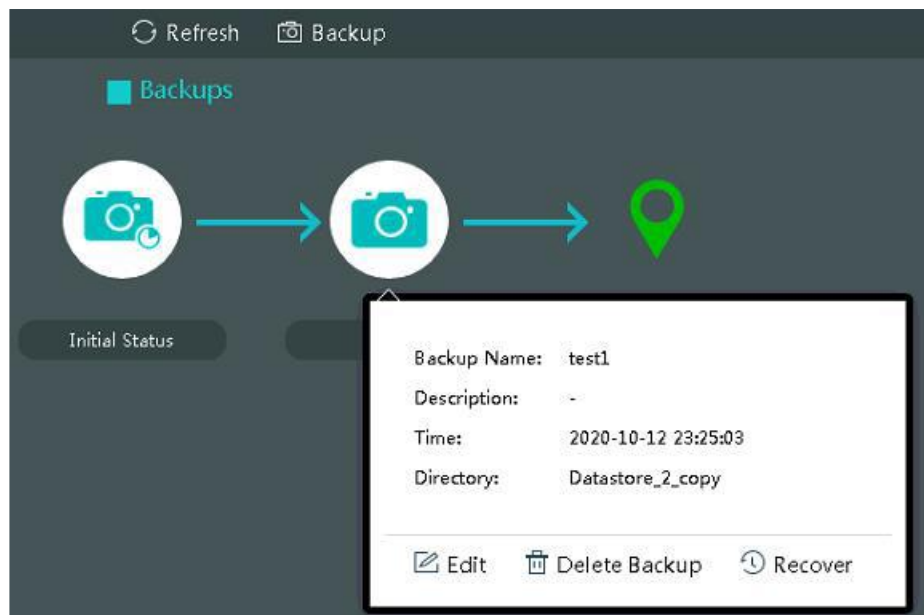 Refresh Backup
Backups
Initial Status
Backup Name: test1
Description: -
Time: 2020-10-12 23:25:03
Directory: Datastore_2_copy
Edit Delete Backup Recover